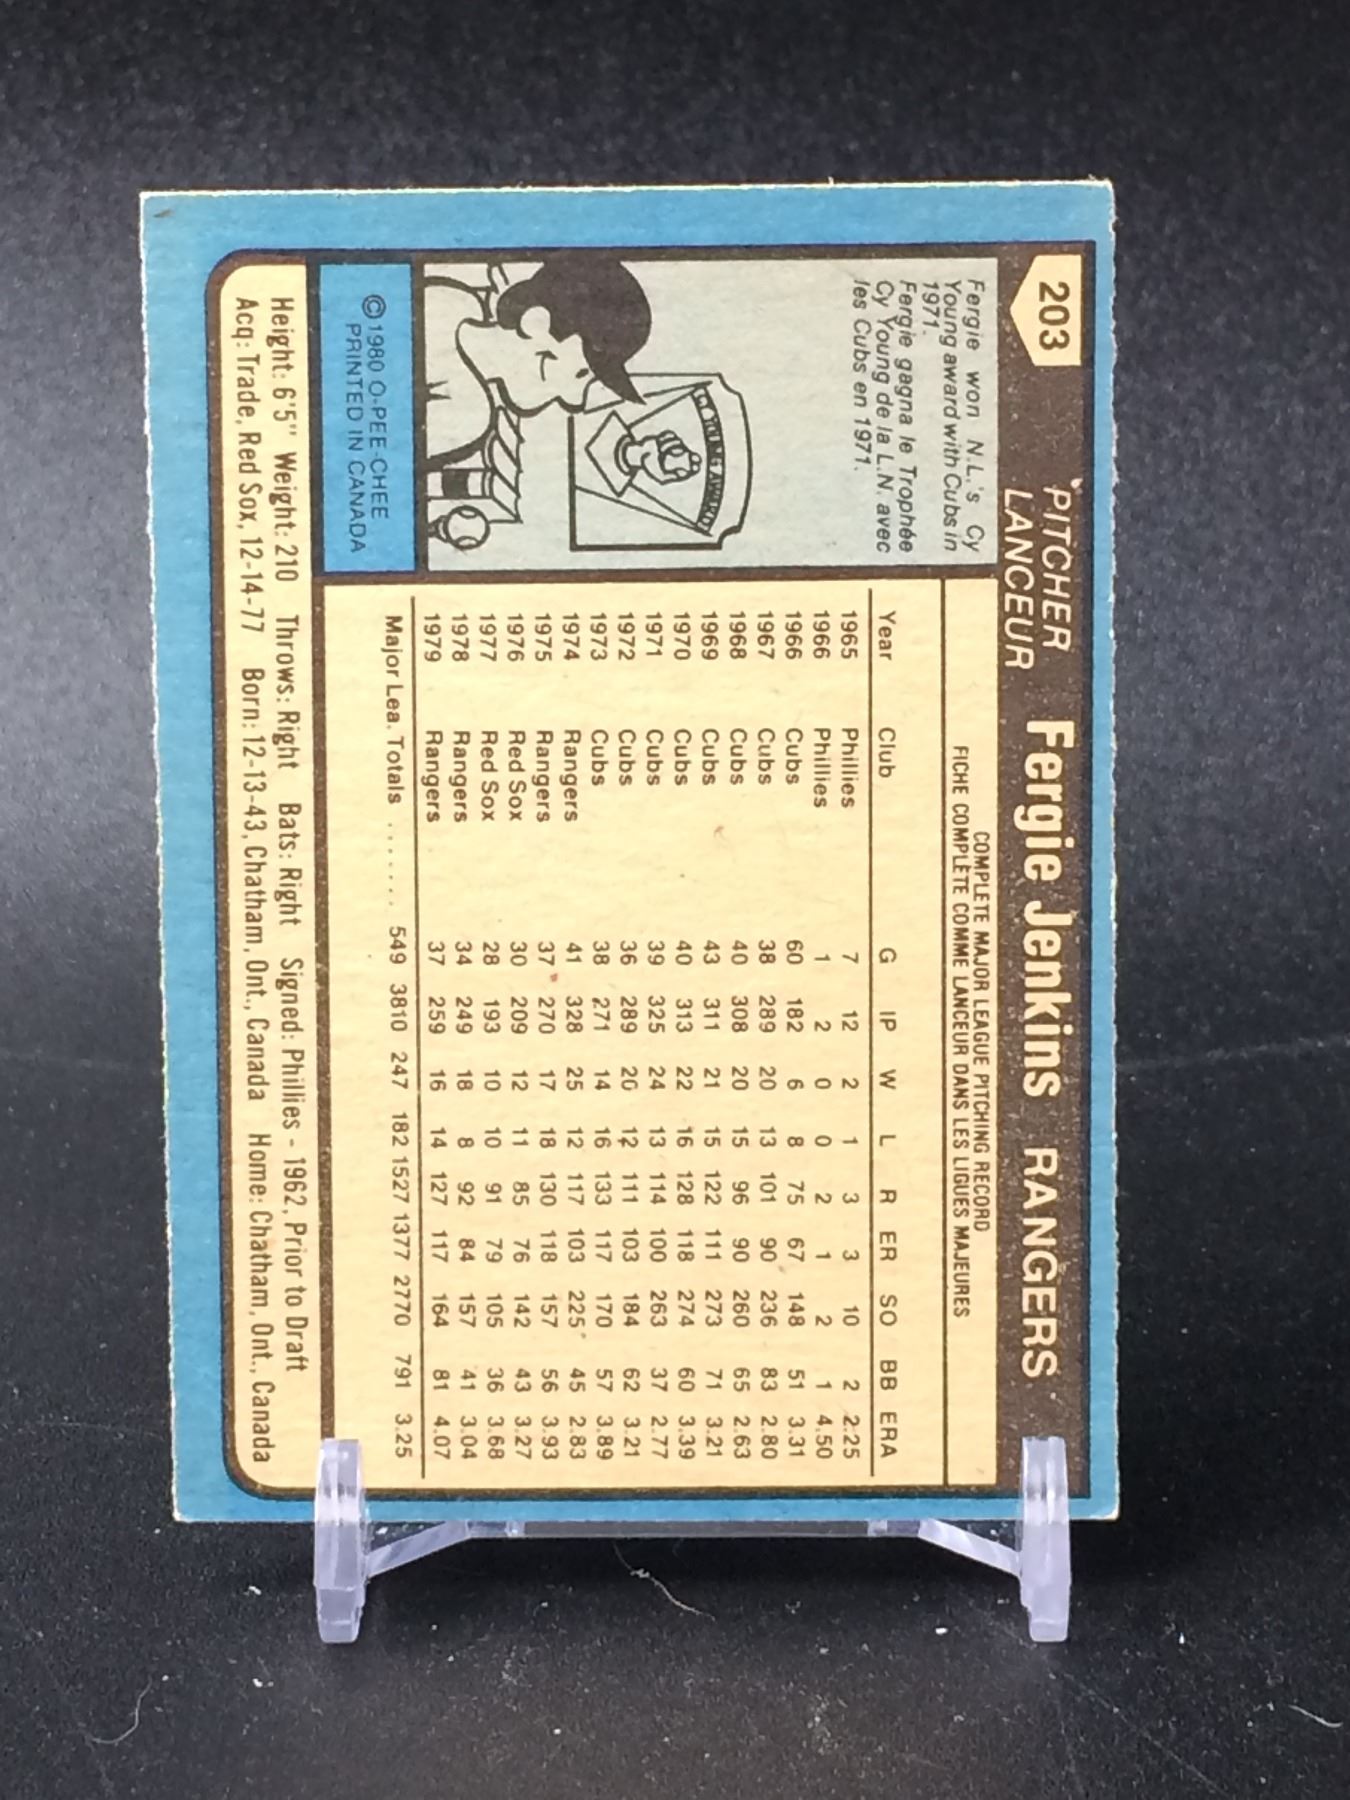 203
PITCHER
LANCEUR
Fergie Jenkins
RANGERS
Fergie won N.L.'s Cy
Young award with Cubs in
1971.
Fergie gagna le Trophée
Cy Young de la L.N. avec
les Cubs en 1971.
CY YOUNG AWARD
© 1980 O-PEE-CHEE
PRINTED IN CANADA
COMPLETE MAJOR LEAGUE PITCHING RECORD
FICHE COMPLÈTE COMME LANCEUR DANS LES LIGUES MAJEURES
Year Club G IP W L R ER SO BB ERA
1965 Phillies 7 12 2 1 3 3 10 2 2.25
1966 Phillies 1 2 0 0 2 1 2 1 4.50
1966 Cubs 60 182 6 8 75 67 148 51 3.31
1967 Cubs 38 289 20 13 101 90 236 83 2.80
1968 Cubs 40 308 20 15 96 90 260 65 2.63
1969 Cubs 43 311 21 15 122 111 273 71 3.21
1970 Cubs 40 313 22 16 128 118 274 60 3.39
1971 Cubs 39 325 24 13 114 100 263 37 2.77
1972 Cubs 36 289 20 12 111 103 184 62 3.21
1973 Cubs 38 271 14 16 133 117 170 57 3.89
1974 Rangers 41 328 25 12 117 103 225 45 2.83
1975 Rangers 37 270 17 18 130 118 157 56 3.93
1976 Red Sox 30 209 12 11 85 76 142 43 3.27
1977 Red Sox 28 193 10 10 91 79 105 36 3.68
1978 Rangers 34 249 18 8 92 84 157 41 3.04
1979 Rangers 37 259 16 14 127 117 164 81 4.07
Major Lea. Totals ....... 549 3810 247 182 1527 1377 2770 791 3.25
Height: 6'5" Weight: 210 Throws: Right Bats: Right Signed: Phillies - 1962, Prior to Draft
Acq: Trade, Red Sox, 12-14-77 Born: 12-13-43, Chatham, Ont., Canada Home: Chatham, Ont., Canada